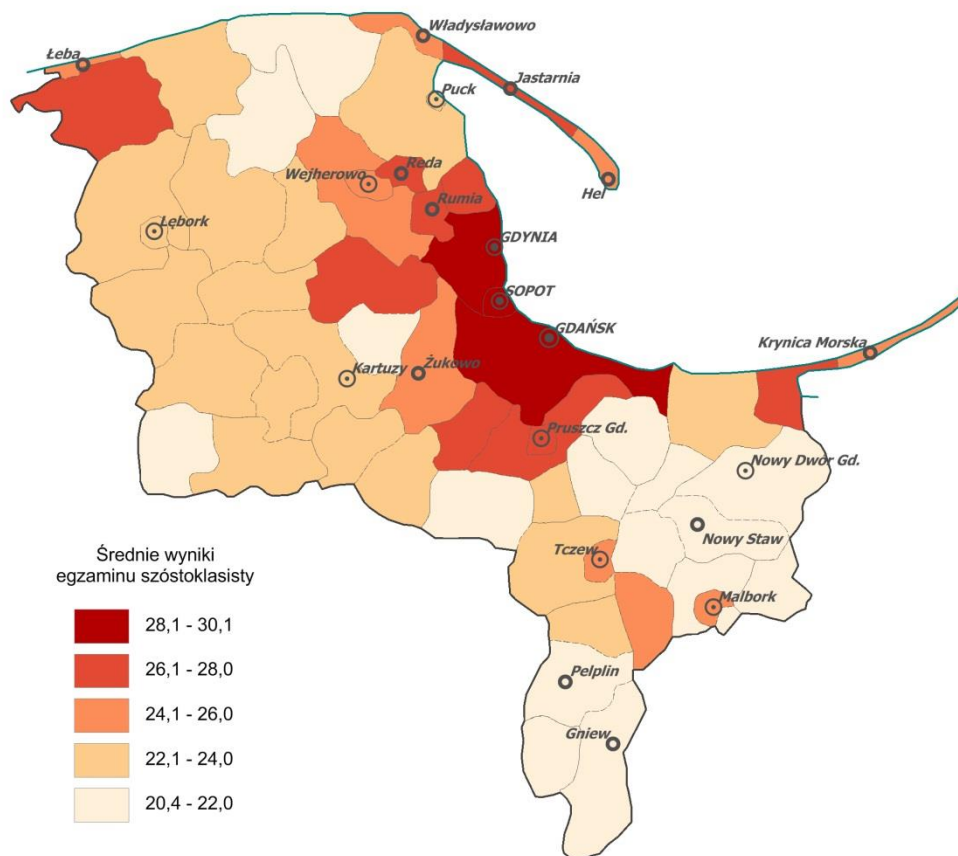 Władysławowo
Łeba
Jastarnia
Puck
Reda
Wejherowo
Hel
Rumia
Lębork
GDYNIA
SOPOT
GDAŃSK
Krynica Morska
Kartuzy
Żukowo
Pruszcz Gd.
Nowy Dwór Gd.
Nowy Staw
Tczew
Malbork
Pelplin
Gniew
Średnie wyniki
egzaminu szóstoklasisty
28,1 - 30,1
26,1 - 28,0
24,1 - 26,0
22,1 - 24,0
20,4 - 22,0